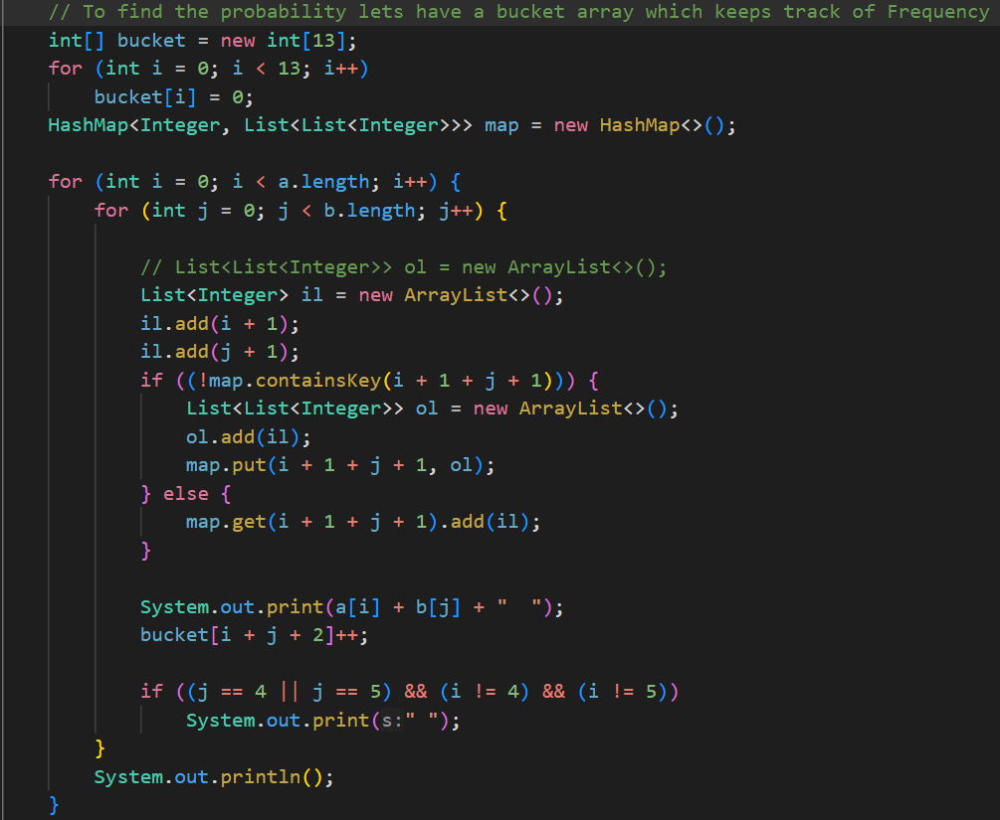 // To find the probability lets have a bucket array which keeps track of Frequency
int[] bucket = new int[13];
for (int i = 0; i < 13; i++)
    bucket[i] = 0;
HashMap<Integer, List<List<Integer>>> map = new HashMap<>();

for (int i = 0; i < a.length; i++) {
    for (int j = 0; j < b.length; j++) {

        // List<List<Integer>> ol = new ArrayList<>();
        List<Integer> il = new ArrayList<>();
        il.add(i + 1);
        il.add(j + 1);
        if ((!map.containsKey(i + 1 + j + 1))) {
            List<List<Integer>> ol = new ArrayList<>();
            ol.add(il);
            map.put(i + 1 + j + 1, ol);
        } else {
            map.get(i + 1 + j + 1).add(il);
        }

        System.out.print(a[i] + b[j] + "  ");
        bucket[i + j + 2]++;

        if ((j == 4 || j == 5) && (i != 4) && (i != 5))
            System.out.print(s:" ");
    }
    System.out.println();
}